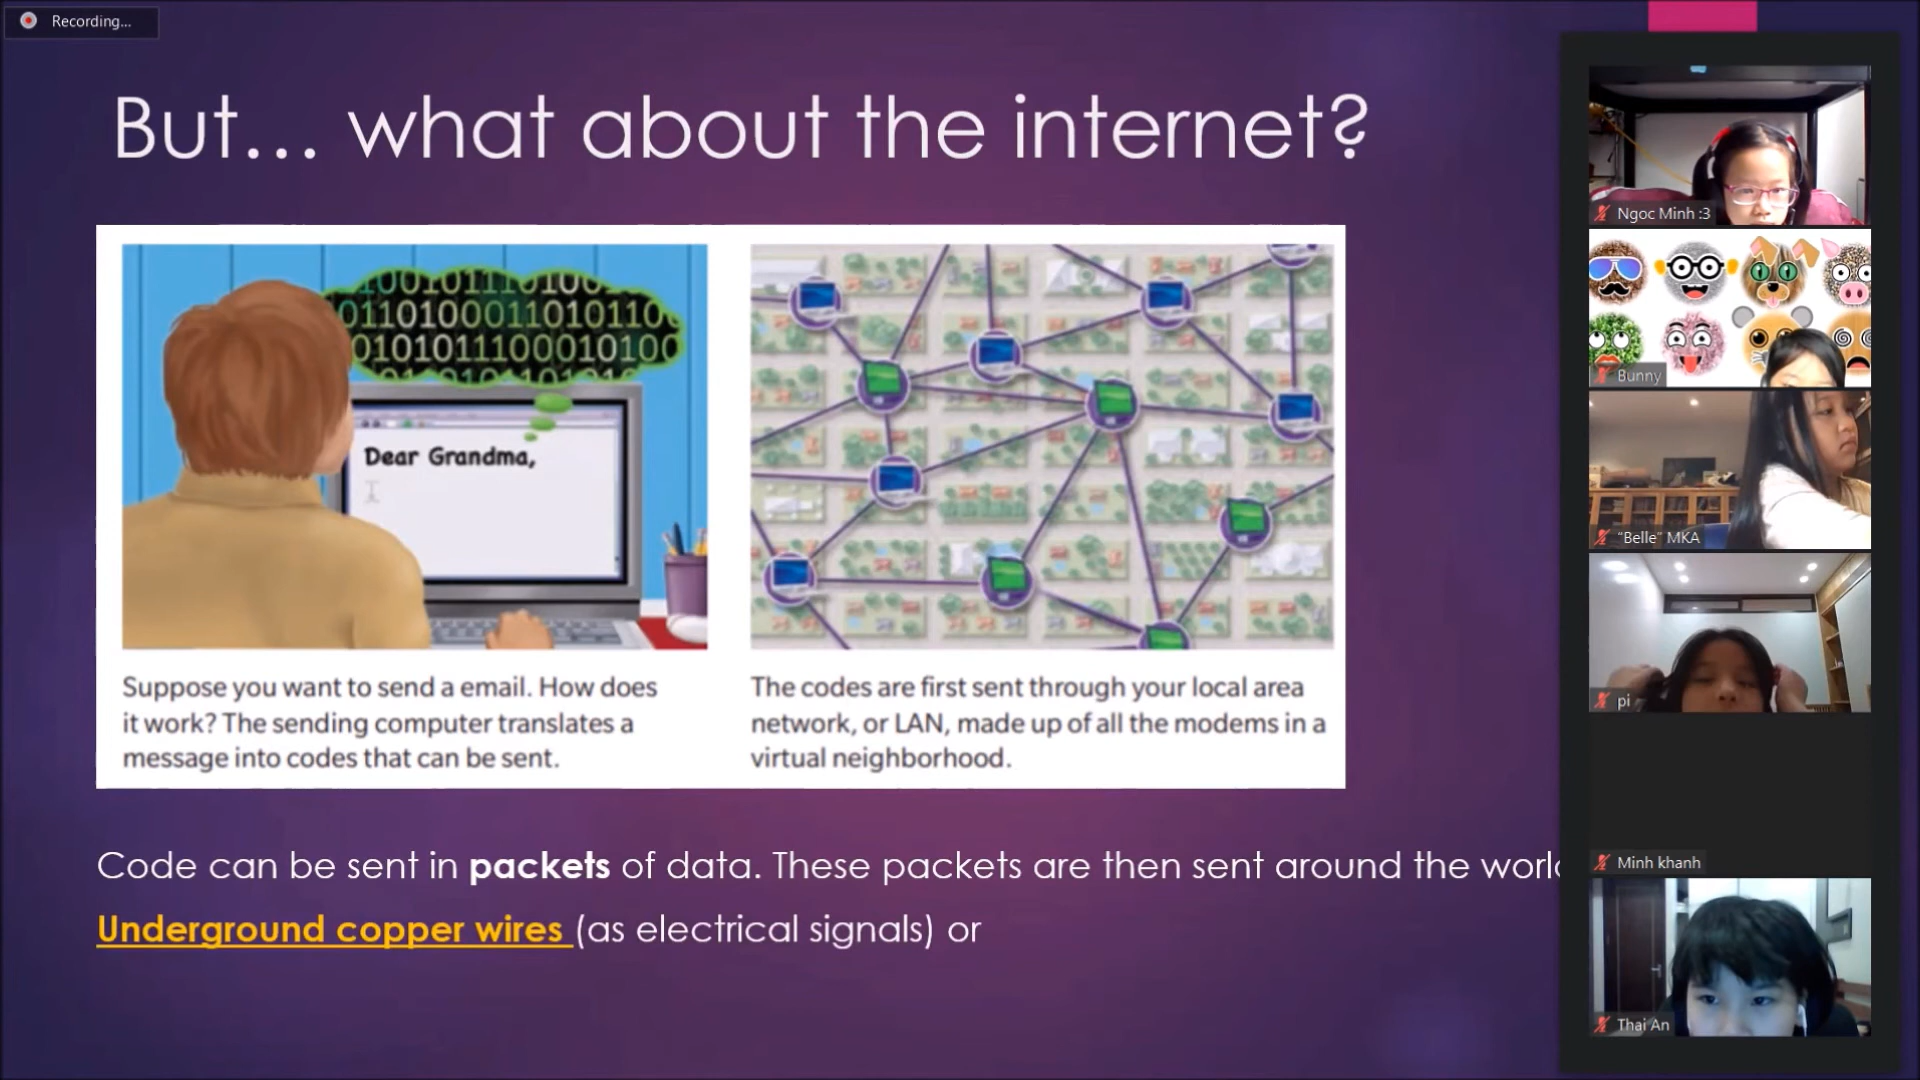 Recording...
But... what about the internet?
Dear Grandma,
Suppose you want to send a email. How does
it work? The sending computer translates a
message into codes that can be sent.
The codes are first sent through your local area
network, or LAN, made up of all the modems in a
virtual neighborhood.
Code can be sent in packets of data. These packets are then sent around the
Underground copper wires (as electrical signals) or
Ngoc Minh :3
Bunny
"Belle" MKA
pi
Minh khanh
Thai An